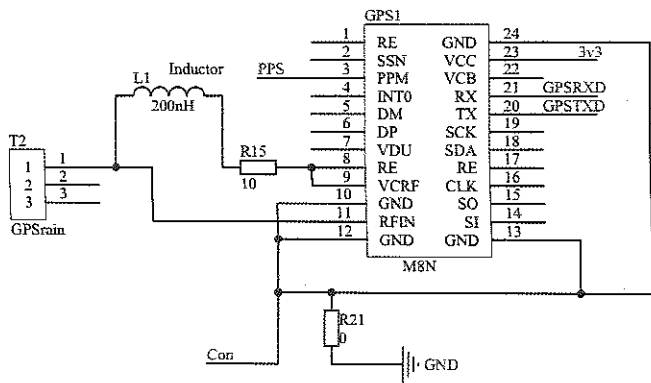 GPS1
1 RE GND 24
2 SSN VCC 23 3v3
PPS 3 PPM VCB 22
4 INT0 RX 21 GPSRXD
5 DM TX 20 GPSTXD
6 DP SCK 19
7 VDU SDA 18
8 RE RE 17
9 VCRF CLK 16
10 GND SO 15
11 RFIN SI 14
12 GND GND 13
M8N
L1 Inductor
200nH
R15
10
T2
1 1
2 2
3 3
GPSrain
R21
0
Con
GND